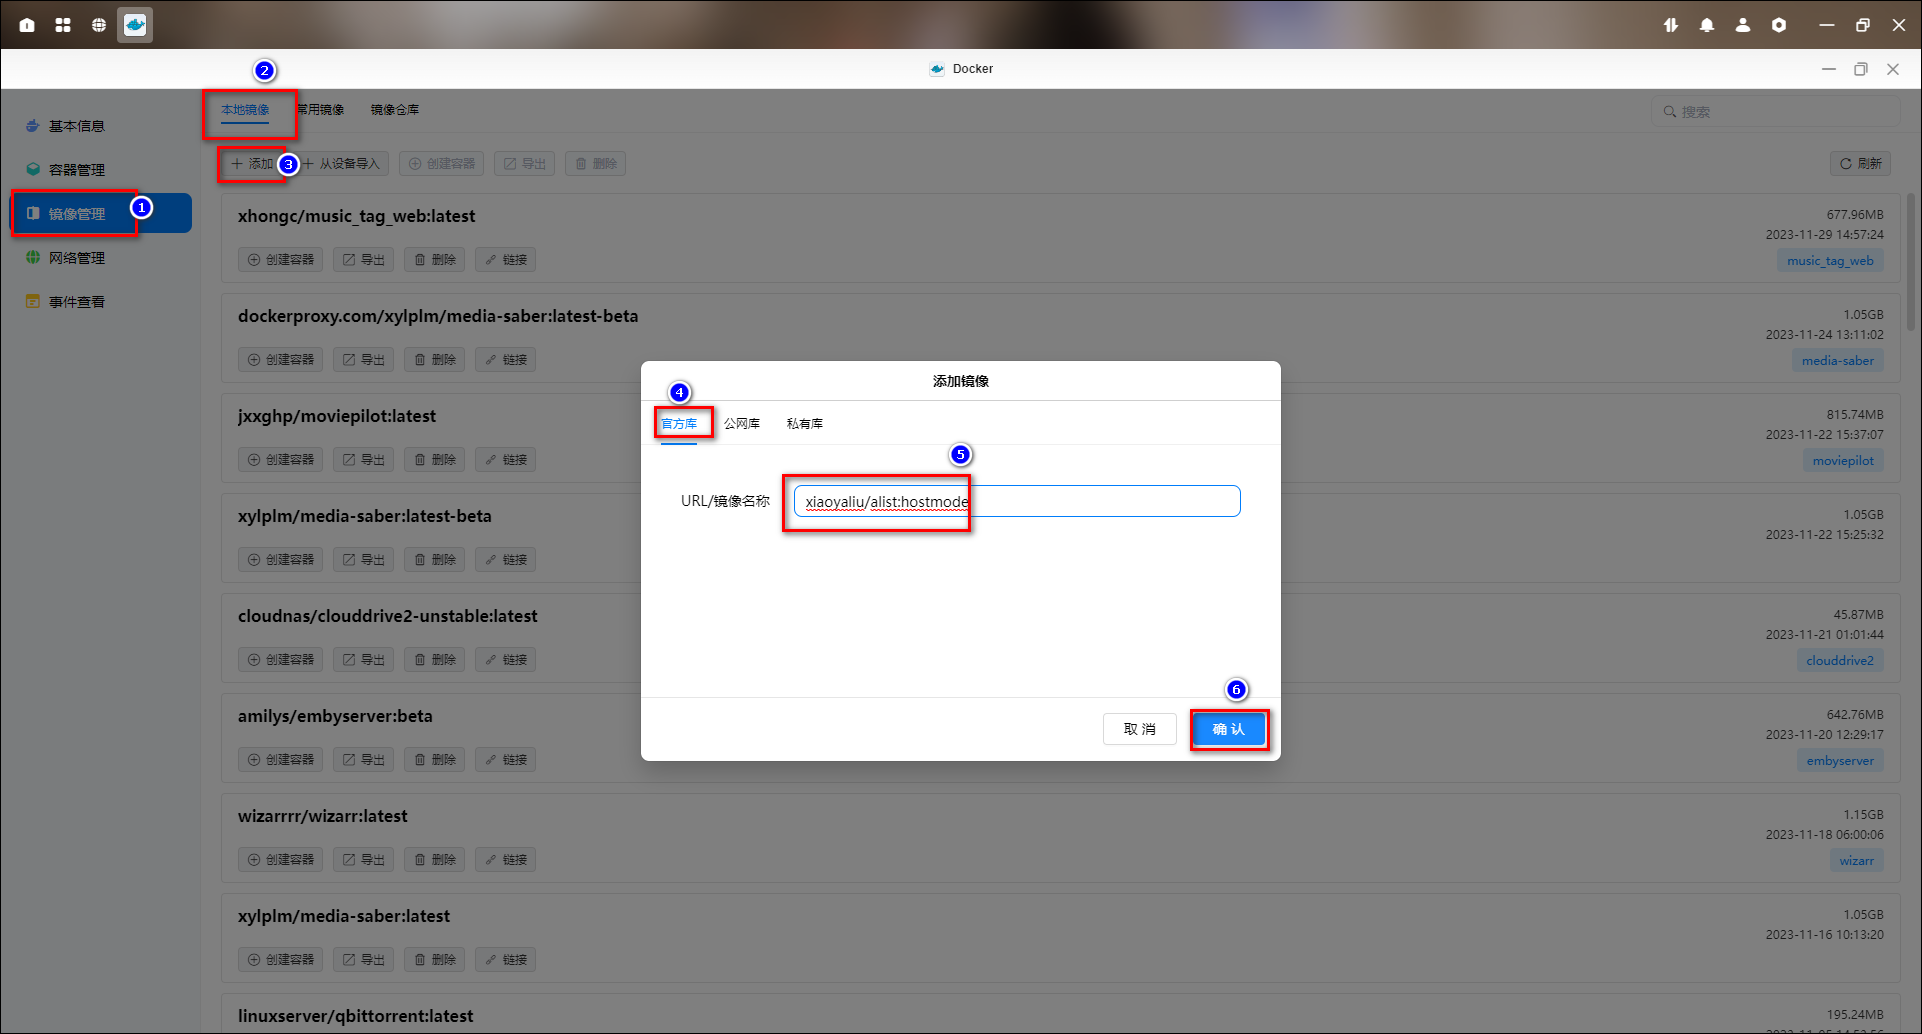 Docker
2
本地镜像 常用镜像 镜像仓库
搜索
添加 3 从设备导入 创建容器 导出 删除
刷新
基本信息
容器管理
镜像管理 1
网络管理
事件查看
xhongc/music_tag_web:latest
677.96MB
2023-11-29 14:57:24
创建容器 导出 删除 链接
music_tag_web
dockerproxy.com/xylplm/media-saber:latest-beta
1.05GB
2023-11-24 13:11:02
创建容器 导出 删除 链接
media-saber
jxxghp/moviepilot:latest
815.74MB
2023-11-22 15:37:07
创建容器 导出 删除 链接
moviepilot
xylplm/media-saber:latest-beta
1.05GB
2023-11-22 15:25:32
创建容器 导出 删除 链接
cloudnas/clouddrive2-unstable:latest
45.87MB
2023-11-21 01:01:44
创建容器 导出 删除 链接
clouddrive2
amilys/embyserver:beta
642.76MB
2023-11-20 12:29:17
创建容器 导出 删除 链接
embyserver
wizarrrr/wizarr:latest
1.15GB
2023-11-18 06:00:06
创建容器 导出 删除 链接
wizarr
xylplm/media-saber:latest
1.05GB
2023-11-16 10:13:20
创建容器 导出 删除 链接
linuxserver/qbittorrent:latest
195.24MB
添加镜像
4
官方库 公网库 私有库
5
URL/镜像名称 xiaoyaliu/alist:hostmode
6
取消 确认